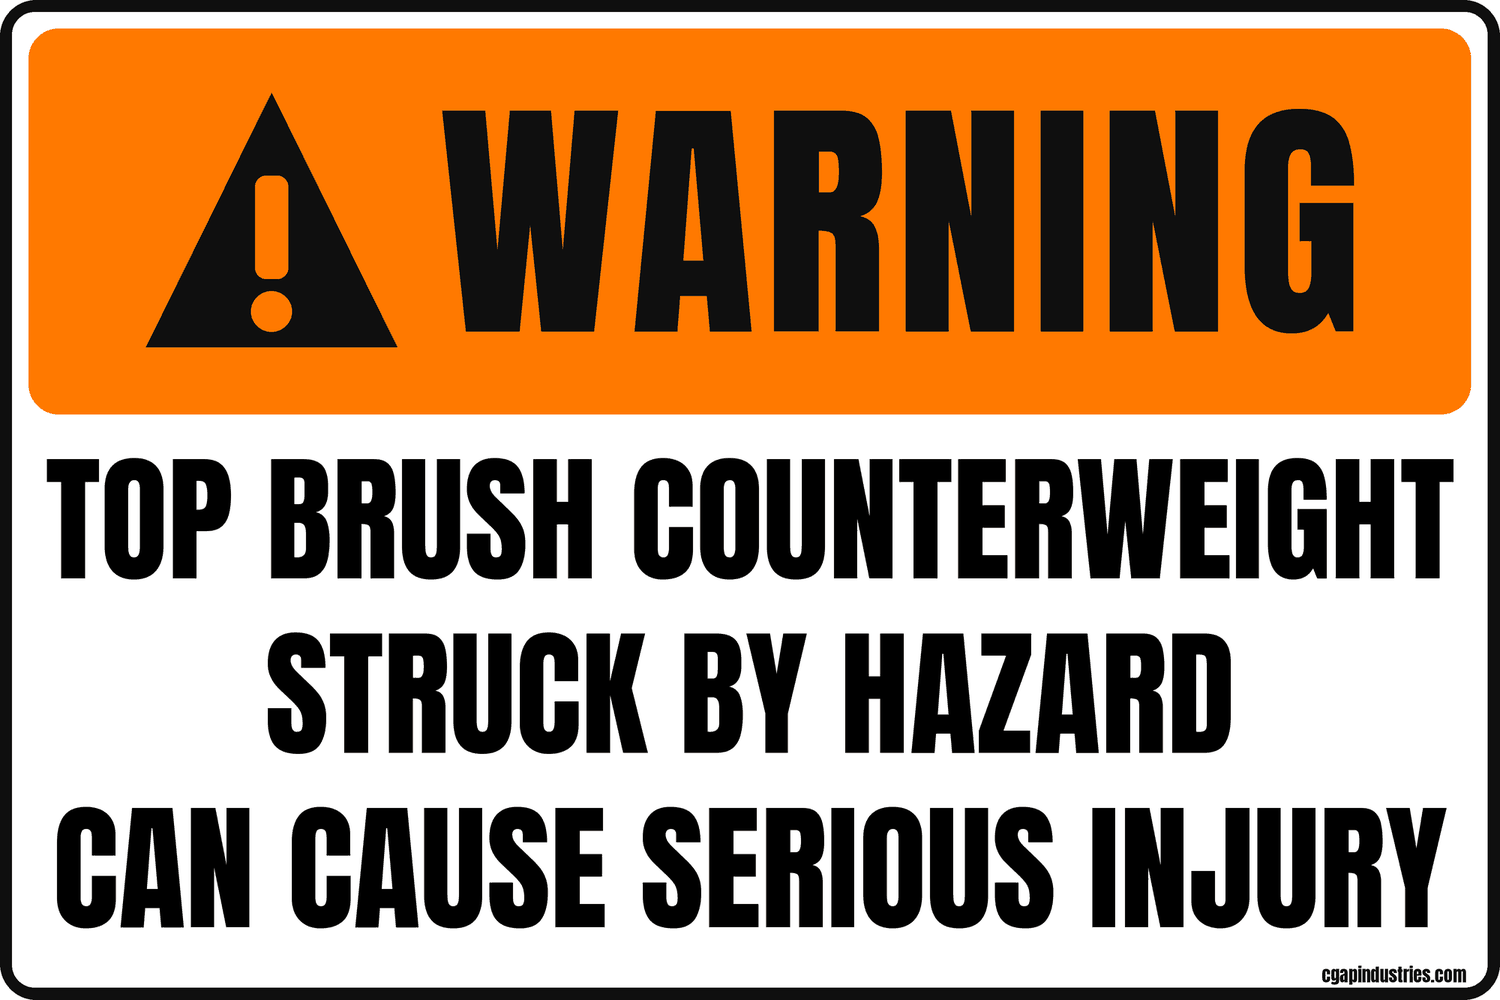 WARNING
TOP BRUSH COUNTERWEIGHT
STRUCK BY HAZARD
CAN CAUSE SERIOUS INJURY
cgapindustries.com